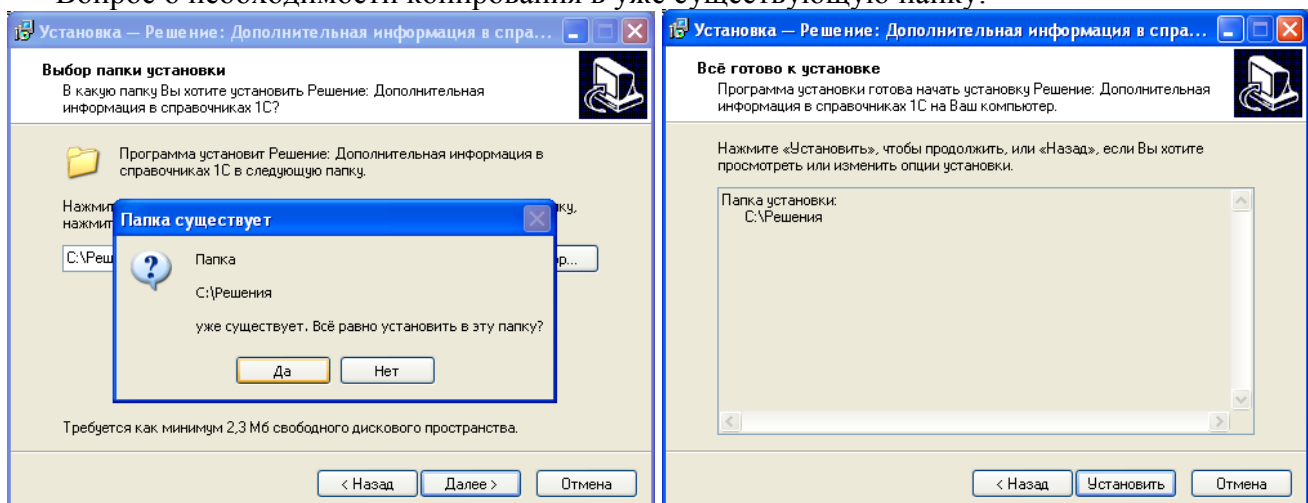 Вопрос о необходимости копирования в уже существующую папку.
Установка — Решение: Дополнительная информация в спра...
Выбор папки установки
В какую папку Вы хотите установить Решение: Дополнительная
информация в справочниках 1С?
Программа установит Решение: Дополнительная информация в
справочниках 1С в следующую папку.
Нажми
пку,
нажмит
C:\Реш
ор...
Папка существует
Папка
C:\Решения
уже существует. Всё равно установить в эту папку?
Да
Нет
Требуется как минимум 2,3 Мб свободного дискового пространства.
< Назад
Далее >
Отмена
Установка — Решение: Дополнительная информация в спра...
Всё готово к установке
Программа установки готова начать установку Решение: Дополнительная
информация в справочниках 1С на Ваш компьютер.
Нажмите «Установить», чтобы продолжить, или «Назад», если Вы хотите
просмотреть или изменить опции установки.
Папка установки:
C:\Решения
< Назад
Установить
Отмена